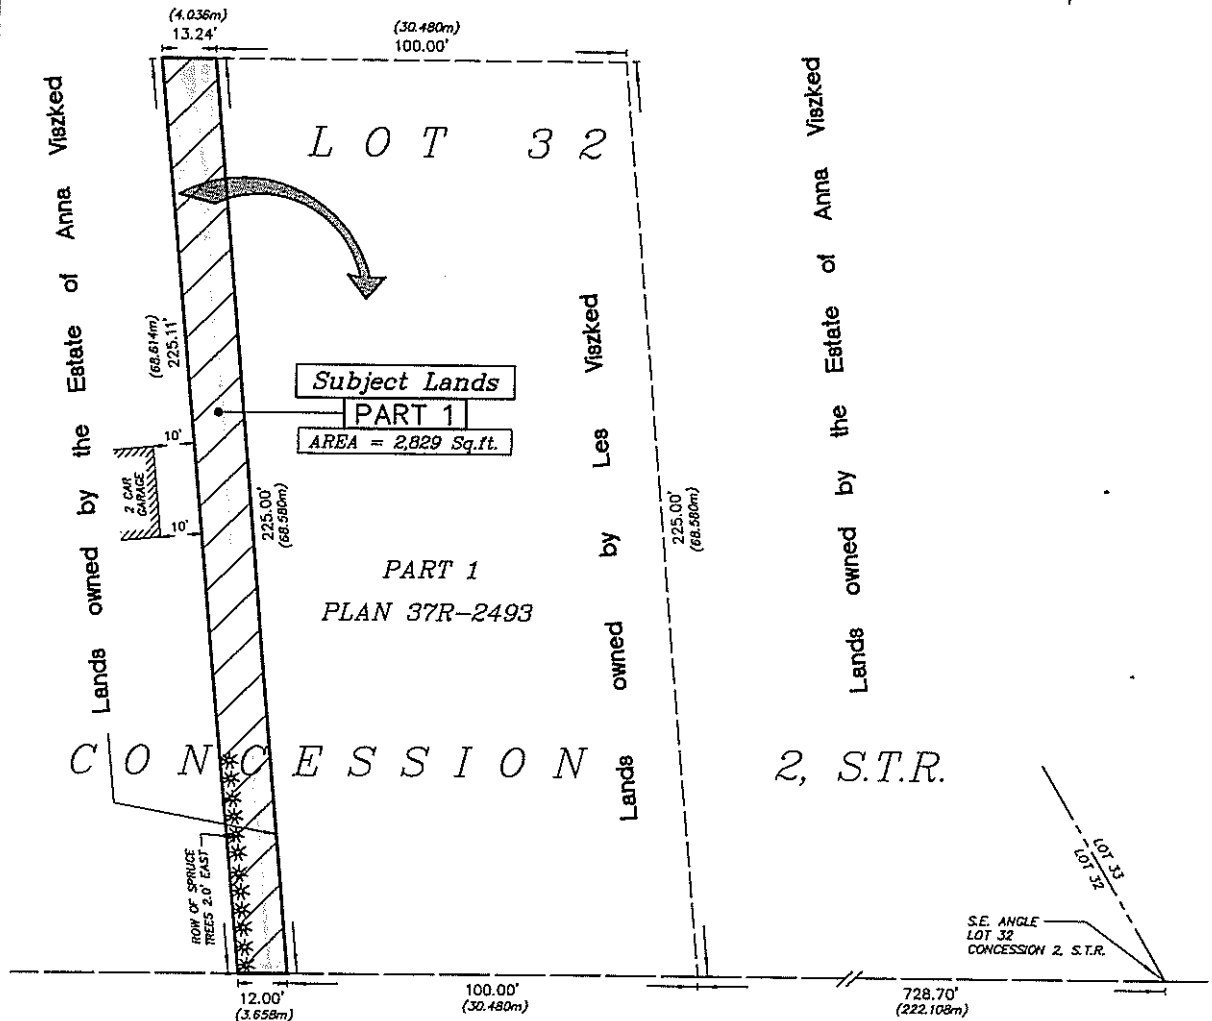 (4.036m)
13.24'
(30.480m)
100.00'
LOT 32
Lands owned by the Estate of Anna Viszked
(68.614m)
225.11'
Subject Lands
PART 1
AREA = 2,829 Sq.ft.
10'
2 CAR
GARAGE
10'
225.00'
(68.580m)
PART 1
PLAN 37R-2493
Lands owned by Les Viszked
225.00'
(68.580m)
Lands owned by the Estate of Anna Viszked
CONCESSION 2, S.T.R.
ROW OF SPRUCE
TREES 2.0' EAST
LOT 33
LOT 32
S.E. ANGLE
LOT 32
CONCESSION 2, S.T.R.
12.00'
(3.658m)
100.00'
(30.480m)
728.70'
(222.108m)